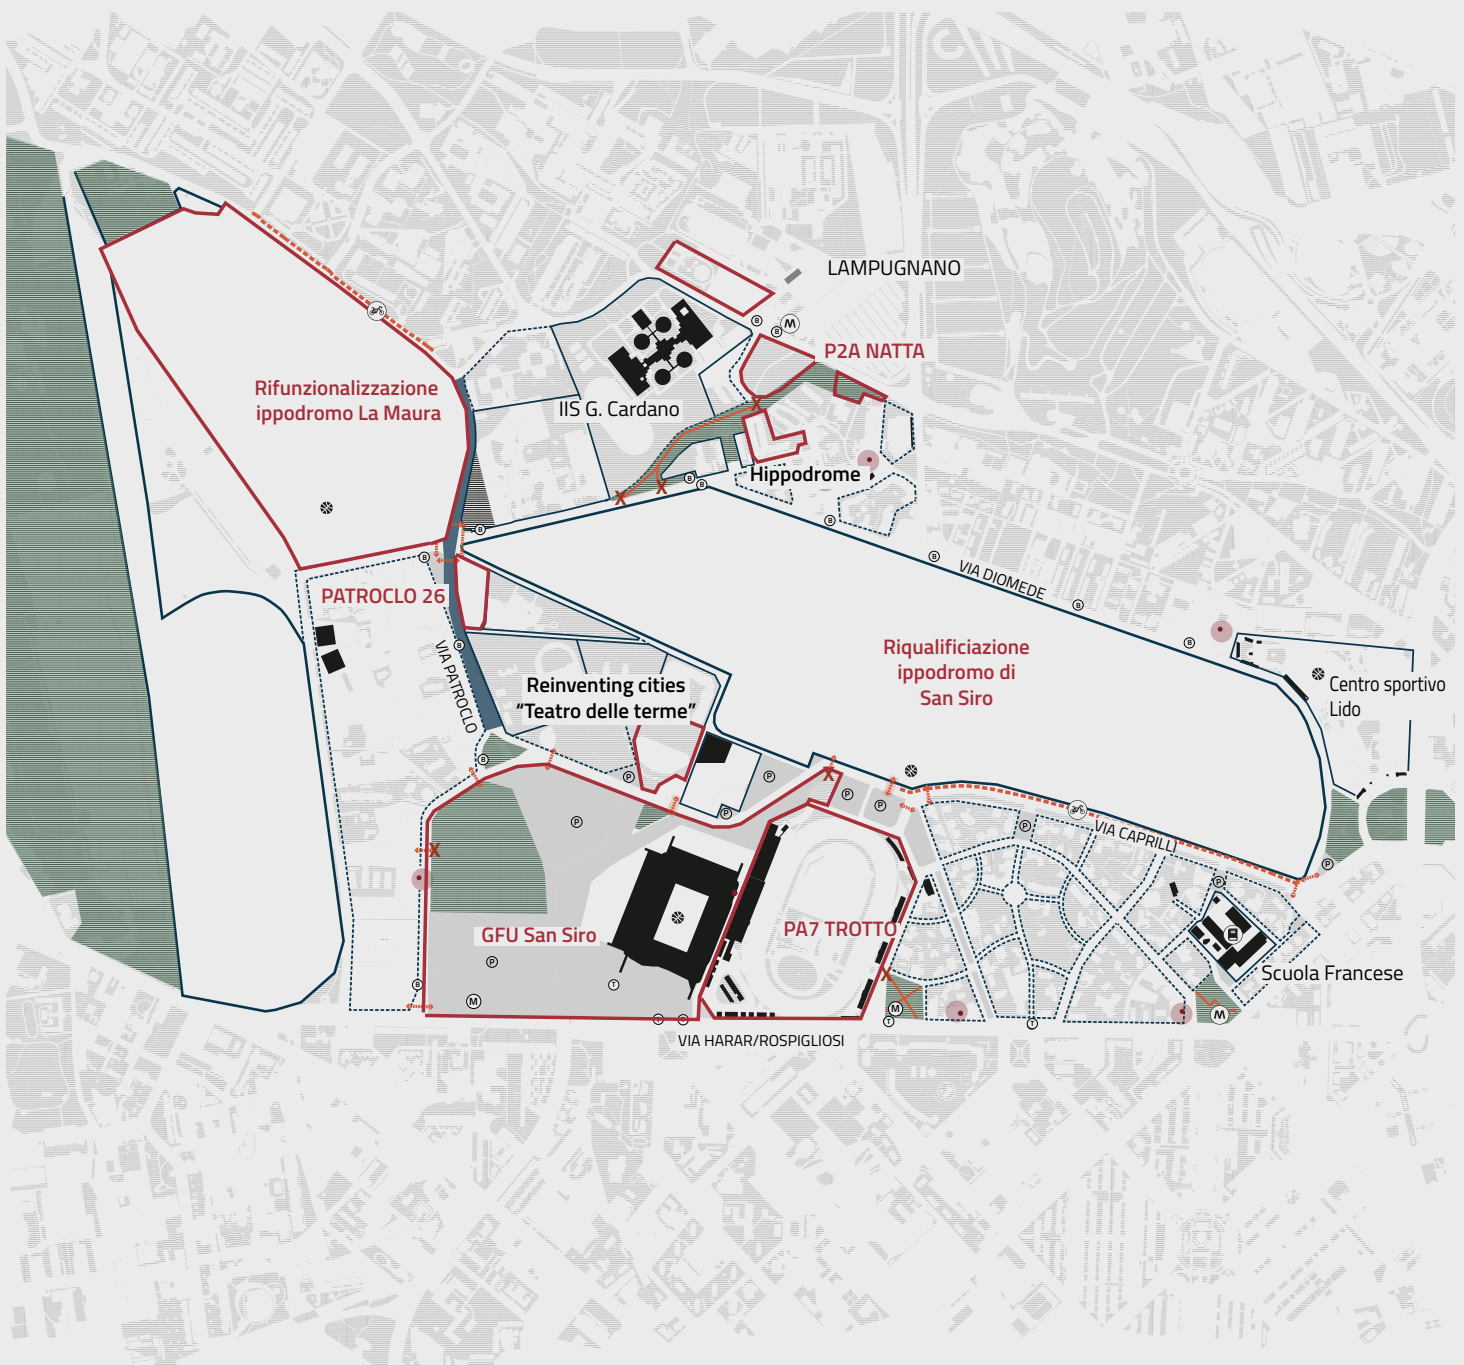 LAMPUGNANO
M
B
B
P2A NATTA
Rifunzionalizzazione
ippodromo La Maura
IIS G. Cardano
X
Hippodrome
B
B
X
X
B
B
B
B
VIA DIOMEDE
PATROCLO 26
B
B
B
VIA PATROCLO
Riqualificiazione
ippodromo di
San Siro
Reinventing cities
“Teatro delle terme”
Centro sportivo
Lido
B
P
P
X
P
P
P
P
P
VIA CAPRILLI
X
P
P
GFU San Siro
PA7 TROTTO
P
Scuola Francese
X
B
T
M
M
M
T
T
T
T
VIA HARAR/ROSPIGLIOSI